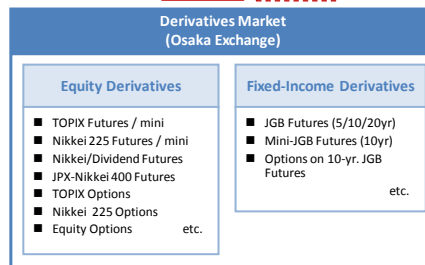 Derivatives Market
(Osaka Exchange)
Equity Derivatives
■ TOPIX Futures / mini
■ Nikkei 225 Futures / mini
■ Nikkei/Dividend Futures
■ JPX-Nikkei 400 Futures
■ TOPIX Options
■ Nikkei 225 Options
■ Equity Options etc.
Fixed-Income Derivatives
■ JGB Futures (5/10/20yr)
■ Mini-JGB Futures (10yr)
■ Options on 10-yr. JGB
Futures
etc.